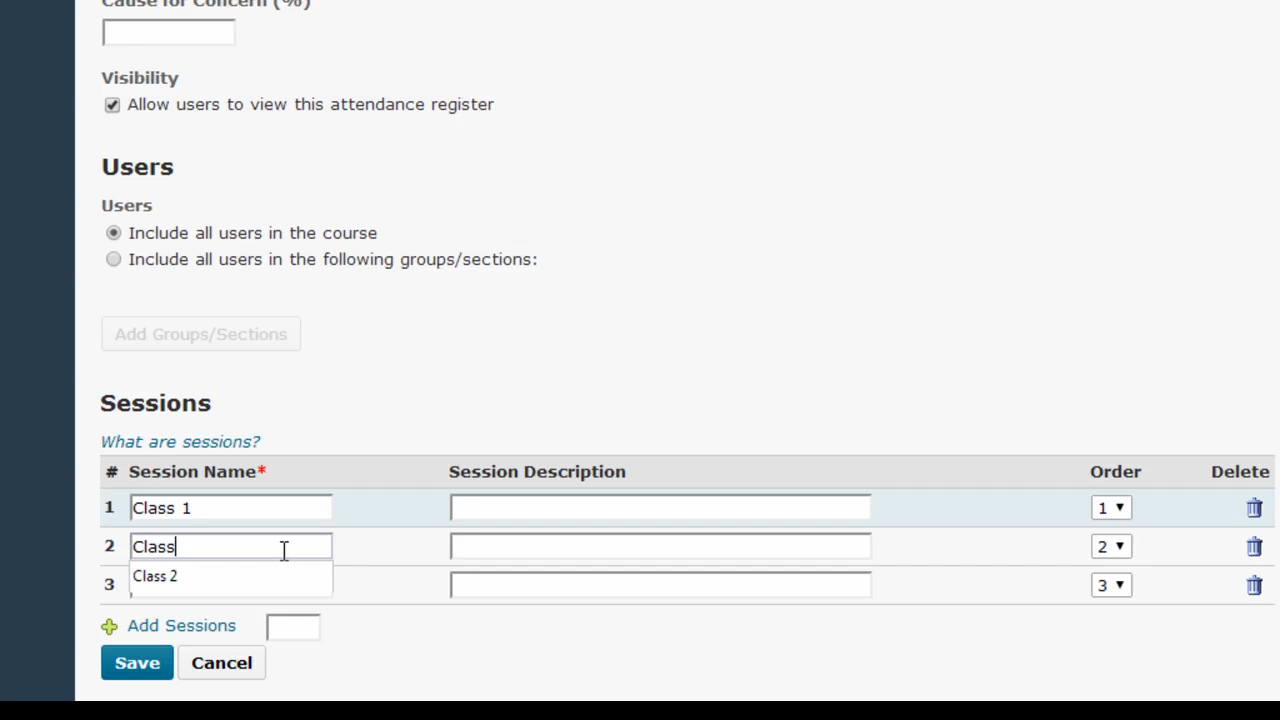 Cause for Concern (%)
Visibility
Allow users to view this attendance register
Users
Users
Include all users in the course
Include all users in the following groups/sections:
Add Groups/Sections
Sessions
What are sessions?
# Session Name* Session Description Order Delete
1 Class 1 1
2 Class 2
Class 2
3 3
Add Sessions
Save Cancel